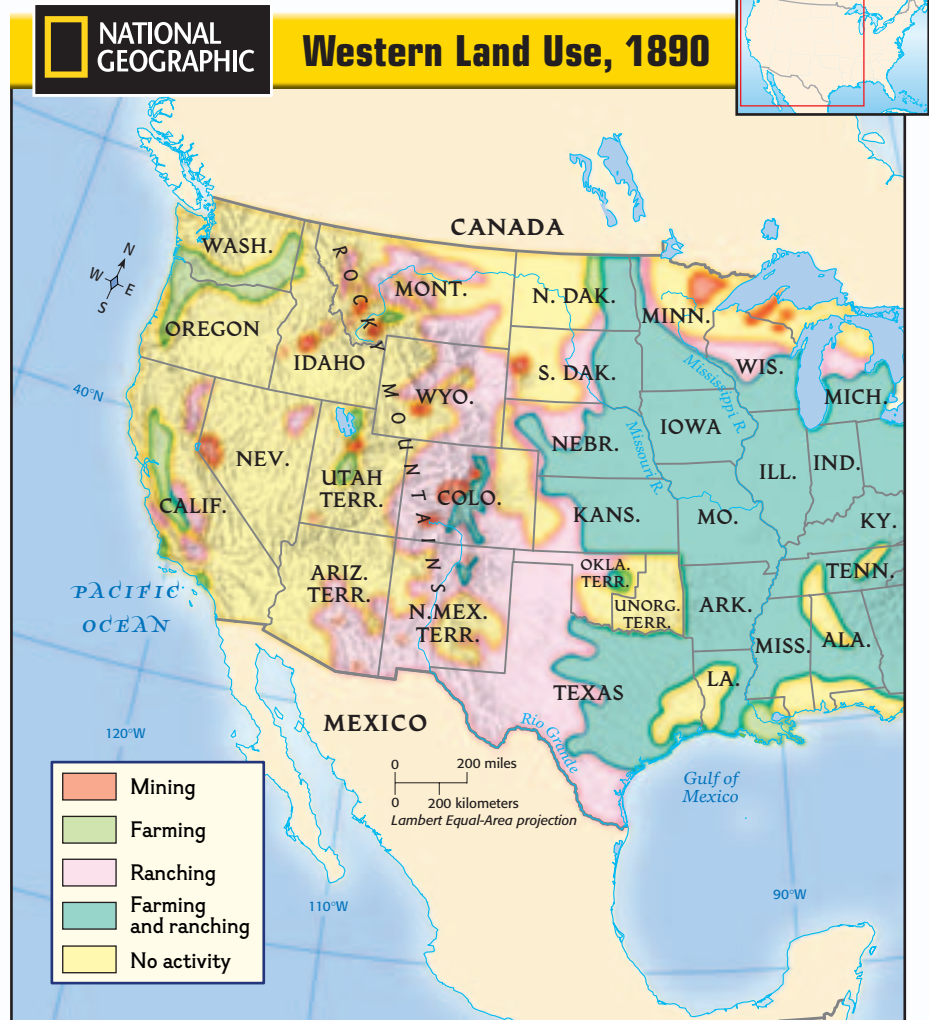 NATIONAL
GEOGRAPHIC
Western Land Use, 1890
CANADA
WASH.
ROCKY MOUNTAINS
MONT.
N. DAK.
MINN.
OREGON
IDAHO
S. DAK.
WIS.
Mississippi R.
MICH.
WYO.
NEBR.
IOWA
Missouri R.
NEV.
UTAH
TERR.
COLO.
ILL.
IND.
CALIF.
KANS.
MO.
KY.
ARIZ.
TERR.
N.MEX.
TERR.
OKLA.
TERR.
UNORG.
TERR.
ARK.
TENN.
MISS.
ALA.
TEXAS
LA.
PACIFIC
OCEAN
MEXICO
Rio Grande
Gulf of
Mexico
N
W
E
S
40°N
120°W
110°W
90°W
0 200 miles
0 200 kilometers
Lambert Equal-Area projection
Mining
Farming
Ranching
Farming
and ranching
No activity